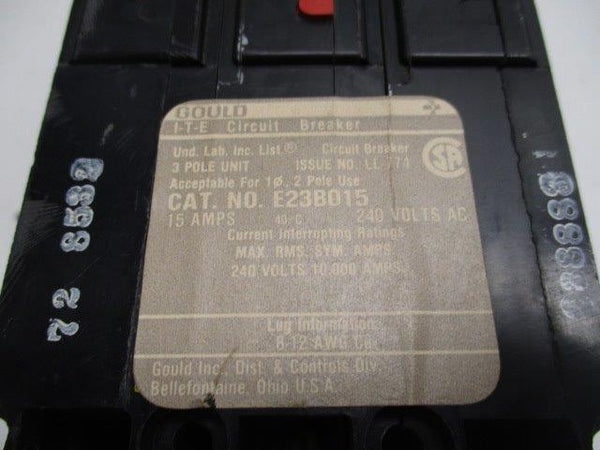 GOULD
I-T-E Circuit Breaker
Und. Lab. Inc. List.® Circuit Breaker
3 POLE UNIT ISSUE NO. LL 71
Acceptable For 1ø, 2 Pole Use
CAT. NO. E23B015
15 AMPS 40°C 240 VOLTS AC
Current Interrupting Ratings
MAX. RMS. SYM. AMPS
240 VOLTS 10,000 AMPS
Lug Information
8-12 AWG Cu.
Gould Inc., Dist. & Controls Div.
Bellefontaine, Ohio U.S.A.
SA
72